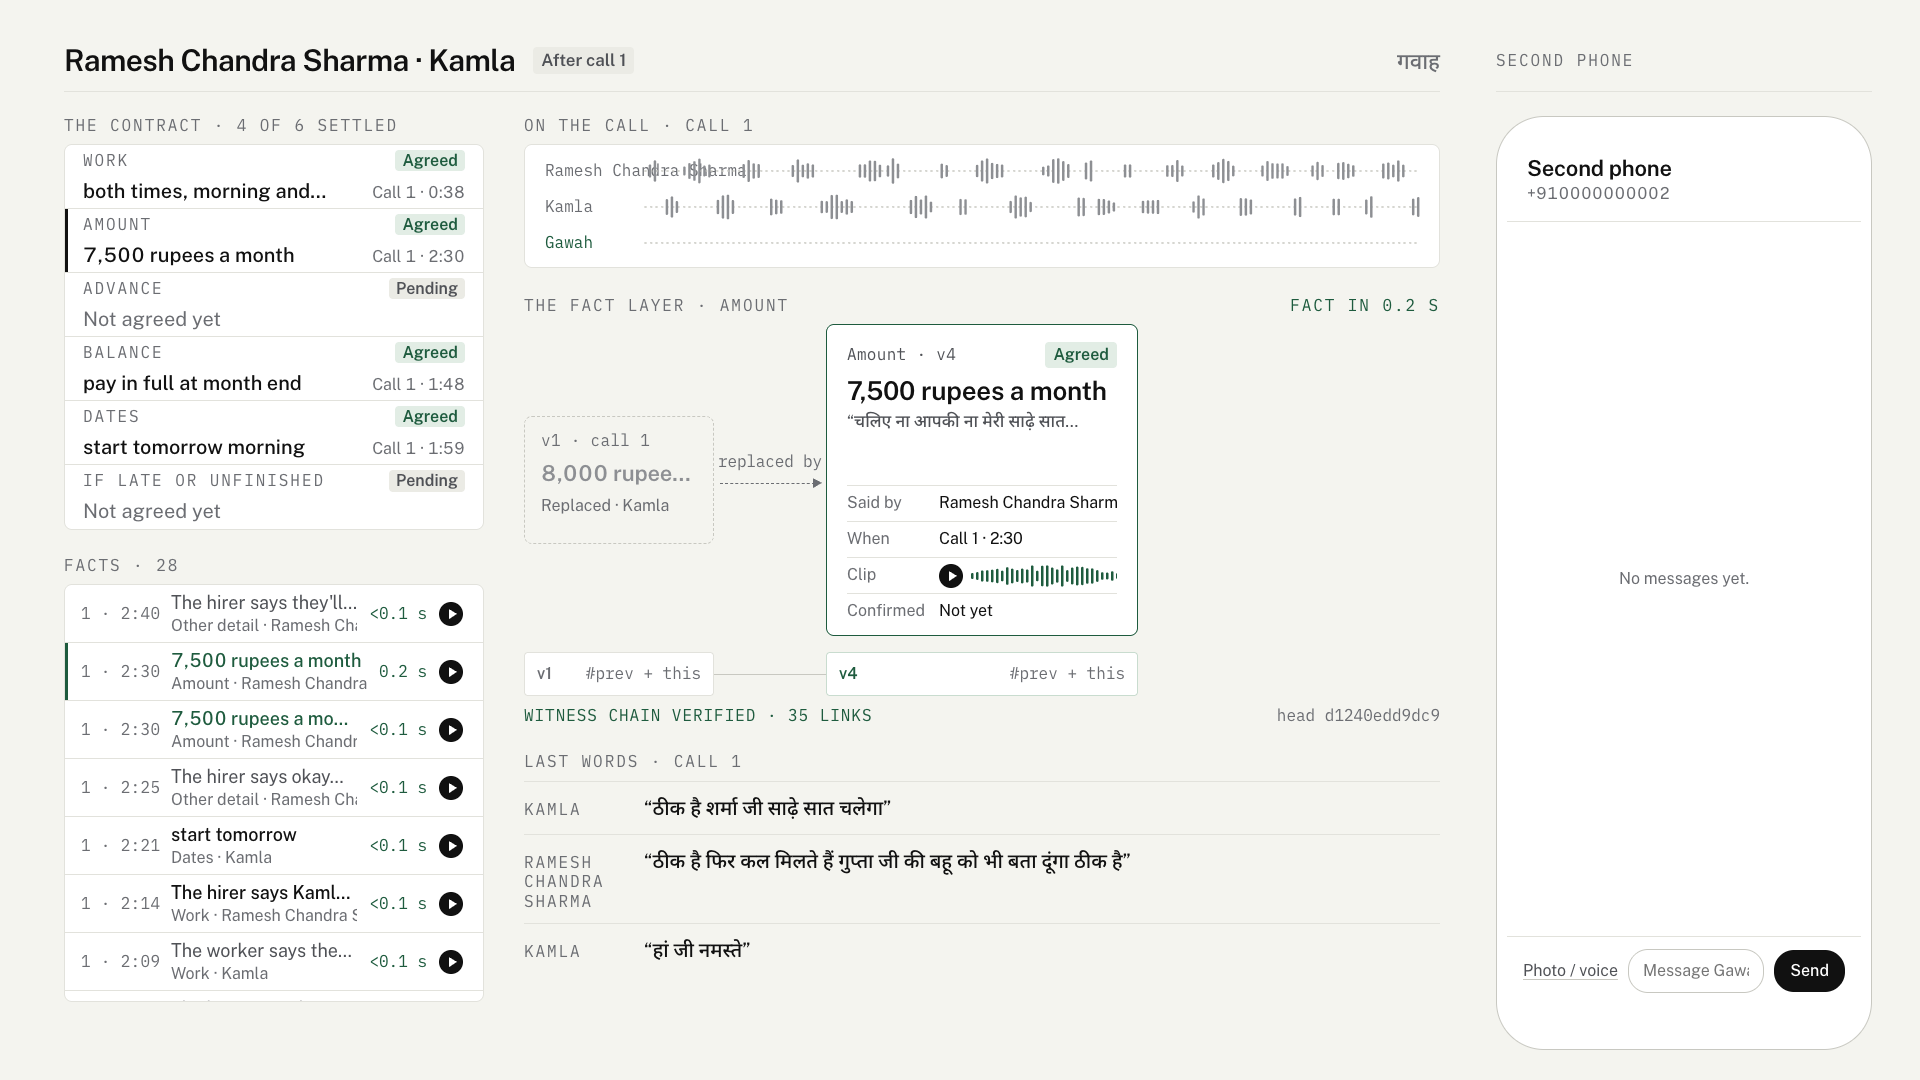 Ramesh Chandra Sharma · Kamla
After call 1
गवाह
THE CONTRACT · 4 OF 6 SETTLED
WORK
Agreed
both times, morning and...
Call 1 · 0:38
AMOUNT
Agreed
7,500 rupees a month
Call 1 · 2:30
ADVANCE
Pending
Not agreed yet
BALANCE
Agreed
pay in full at month end
Call 1 · 1:48
DATES
Agreed
start tomorrow morning
Call 1 · 1:59
IF LATE OR UNFINISHED
Pending
Not agreed yet
FACTS · 28
1 · 2:40
The hirer says they'll...
Other detail · Ramesh Cha
<0.1 s
1 · 2:30
7,500 rupees a month
Amount · Ramesh Chandra
0.2 s
1 · 2:30
7,500 rupees a mo...
Amount · Ramesh Chandr
<0.1 s
1 · 2:25
The hirer says okay...
Other detail · Ramesh Cha
<0.1 s
1 · 2:21
start tomorrow
Dates · Kamla
<0.1 s
1 · 2:14
The hirer says Kaml...
Work · Ramesh Chandra S
<0.1 s
1 · 2:09
The worker says the...
Work · Kamla
<0.1 s
ON THE CALL · CALL 1
Ramesh Chandra Sharma
Kamla
Gawah
THE FACT LAYER · AMOUNT
FACT IN 0.2 S
v1 · call 1
8,000 rupee...
Replaced · Kamla
replaced by
Amount · v4
Agreed
7,500 rupees a month
“चलिए ना आपकी ना मेरी साढ़े सात...
Said by
Ramesh Chandra Sharm
When
Call 1 · 2:30
Clip
Confirmed
Not yet
v1
#prev + this
v4
#prev + this
WITNESS CHAIN VERIFIED · 35 LINKS
head d1240edd9dc9
LAST WORDS · CALL 1
KAMLA
“ठीक है शर्मा जी साढ़े सात चलेगा”
RAMESH
CHANDRA
SHARMA
“ठीक है फिर कल मिलते हैं गुप्ता जी की बहू को भी बता दूंगा ठीक है”
KAMLA
“हां जी नमस्ते”
SECOND PHONE
Second phone
+910000000002
No messages yet.
Photo / voice
Message Gawa
Send